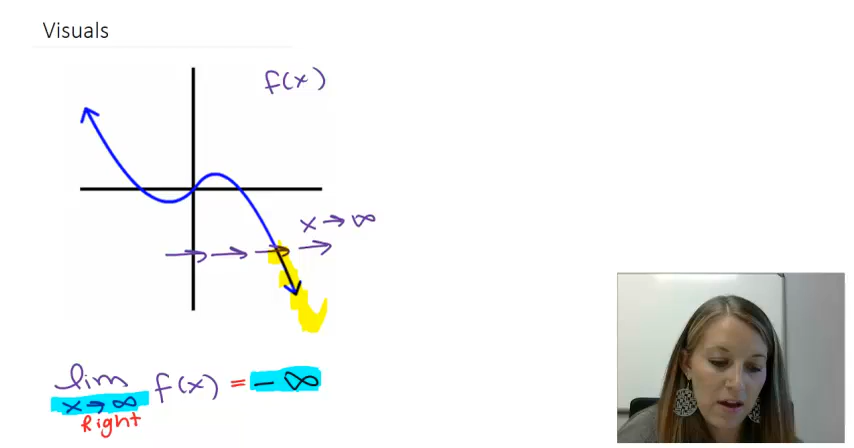 Visuals
f(x)
x → ∞
lim f(x) = - ∞
x → ∞
Right